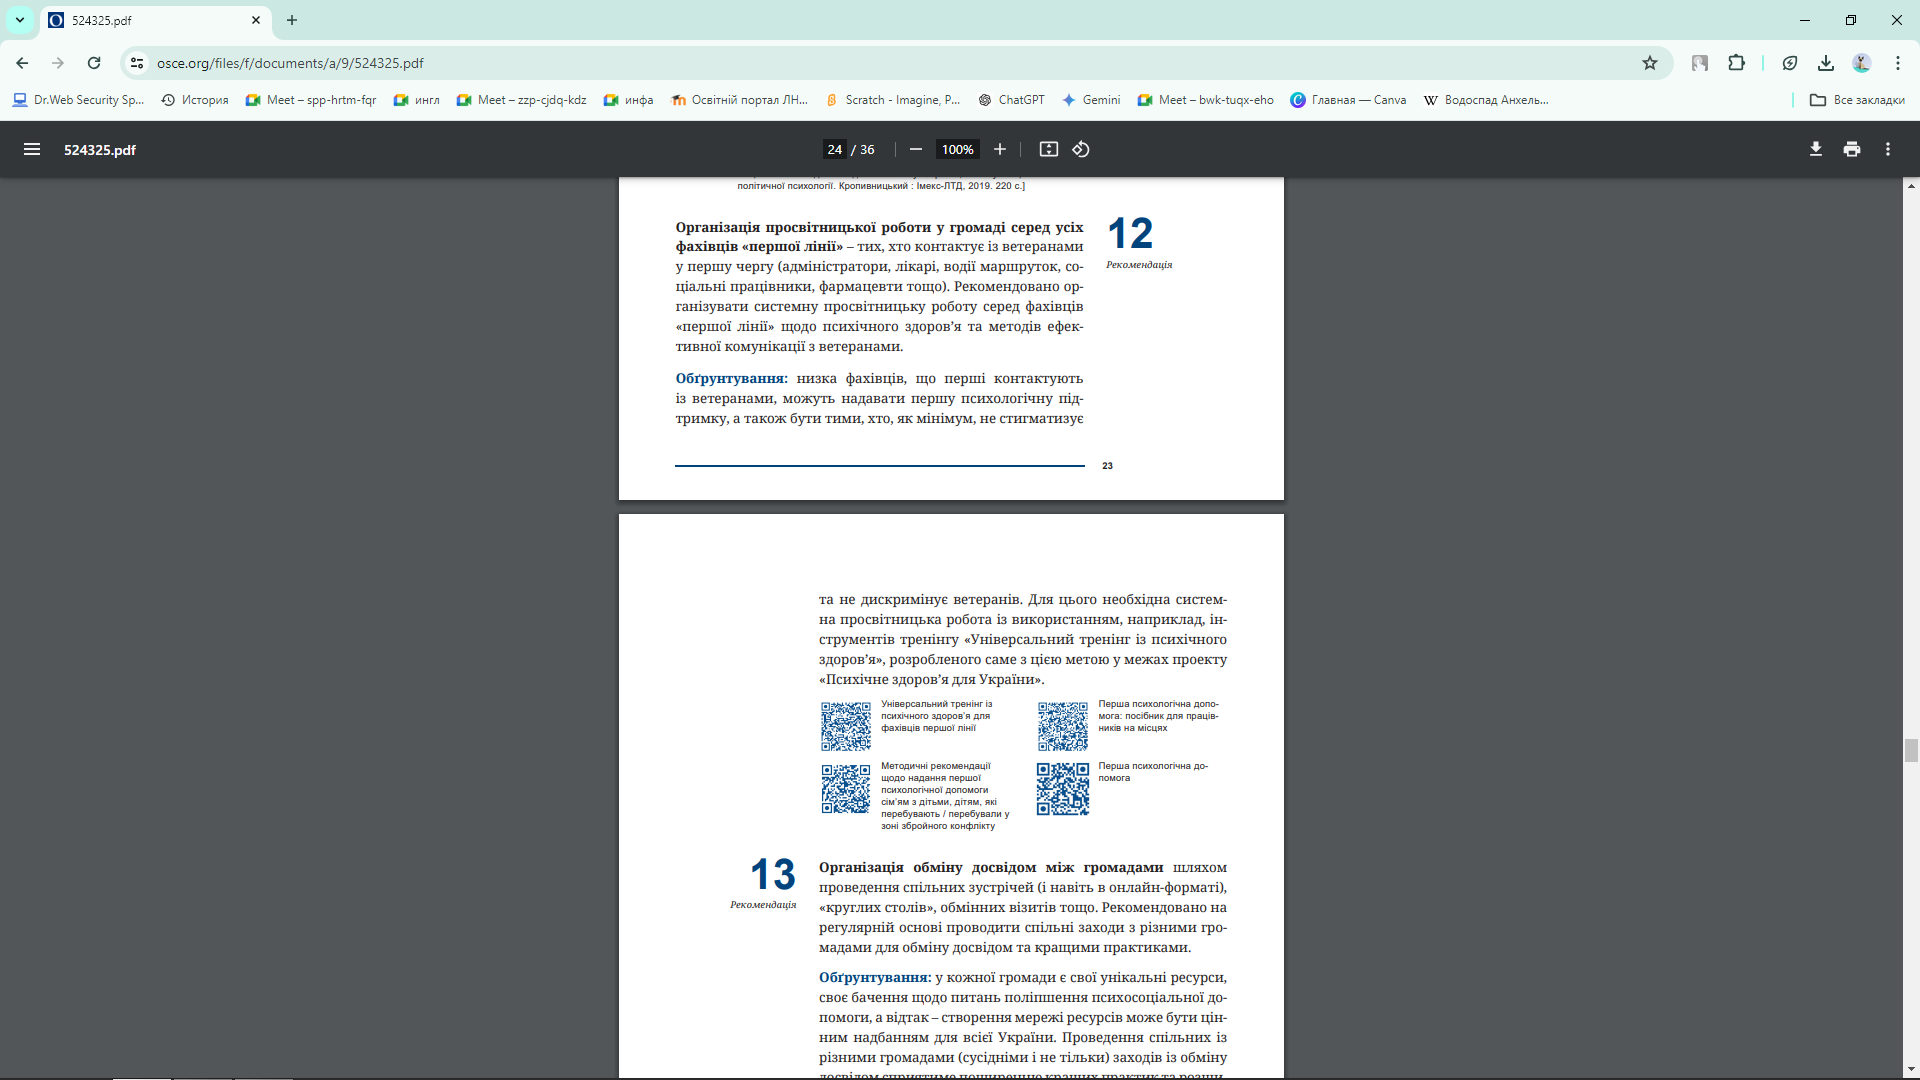 524325.pdf
osce.org/files/f/documents/a/9/524325.pdf
Dr.Web Security Sp...
История
Meet – spp-hrtm-fqr
ингл
Meet – zzp-cjdq-kdz
инфа
Освітній портал ЛН...
Scratch - Imagine, P...
ChatGPT
Gemini
Meet – bwk-tuqx-eho
Главная — Canva
Водоспад Анхель...
Все закладки
524325.pdf
24 / 36
100%
політичної психології. Кропивницький : Імекс-ЛТД, 2019. 220 с.]
Організація просвітницької роботи у громаді серед усіх
фахівців «першої лінії» – тих, хто контактує із ветеранами
у першу чергу (адміністратори, лікарі, водії маршруток, со-
ціальні працівники, фармацевти тощо). Рекомендовано ор-
ганізувати системну просвітницьку роботу серед фахівців
«першої лінії» щодо психічного здоров’я та методів ефек-
тивної комунікації з ветеранами.
12
Рекомендація
Обґрунтування: низка фахівців, що перші контактують
із ветеранами, можуть надавати першу психологічну під-
тримку, а також бути тими, хто, як мінімум, не стигматизує
23
та не дискримінує ветеранів. Для цього необхідна систем-
на просвітницька робота із використанням, наприклад, ін-
струментів тренінгу «Універсальний тренінг із психічного
здоров’я», розробленого саме з цією метою у межах проекту
«Психічне здоров’я для України».
Універсальний тренінг із
психічного здоров’я для
фахівців першої лінії
Перша психологічна допо-
мога: посібник для праців-
ників на місцях
Методичні рекомендації
щодо надання першої
психологічної допомоги
сім’ям з дітьми, дітям, які
перебувають / перебували у
зоні збройного конфлікту
Перша психологічна до-
помога
13
Рекомендація
Організація обміну досвідом між громадами шляхом
проведення спільних зустрічей (і навіть в онлайн-форматі),
«круглих столів», обмінних візитів тощо. Рекомендовано на
регулярній основі проводити спільні заходи з різними гро-
мадами для обміну досвідом та кращими практиками.
Обґрунтування: у кожної громади є свої унікальні ресурси,
своє бачення щодо питань поліпшення психосоціальної до-
помоги, а відтак – створення мережі ресурсів може бути цін-
ним надбанням для всієї України. Проведення спільних із
різними громадами (сусідніми і не тільки) заходів із обміну
досвідом сприятиме поширенню кращих практик та розши-